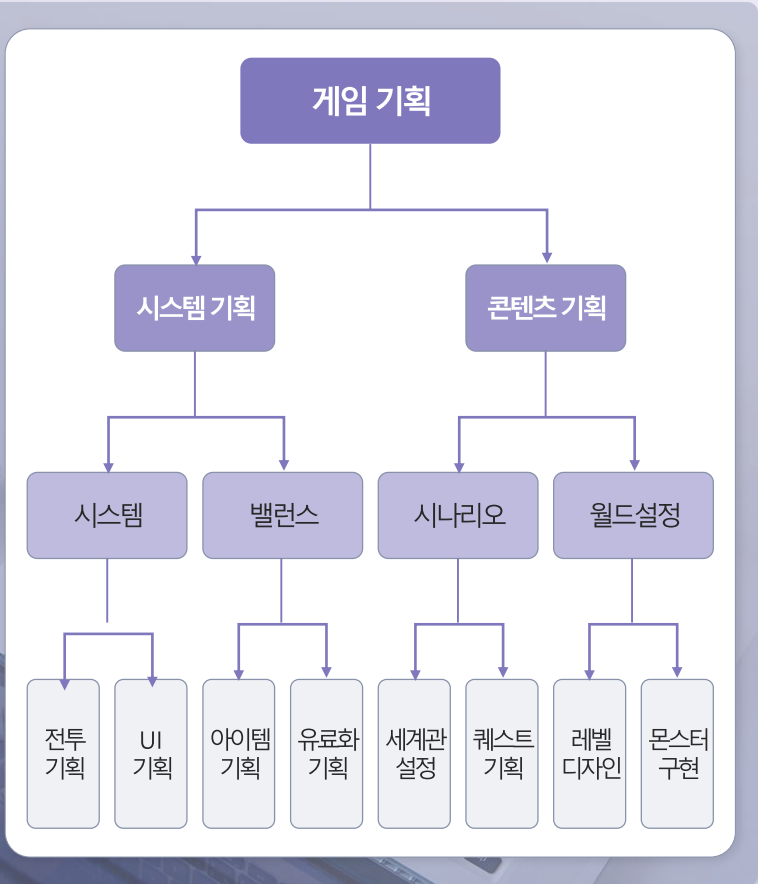 게임 기획
시스템 기획
콘텐츠 기획
시스템
밸런스
시나리오
월드설정
전투
기획
UI
기획
아이템
기획
유료화
기획
세계관
설정
퀘스트
기획
레벨
디자인
몬스터
구현